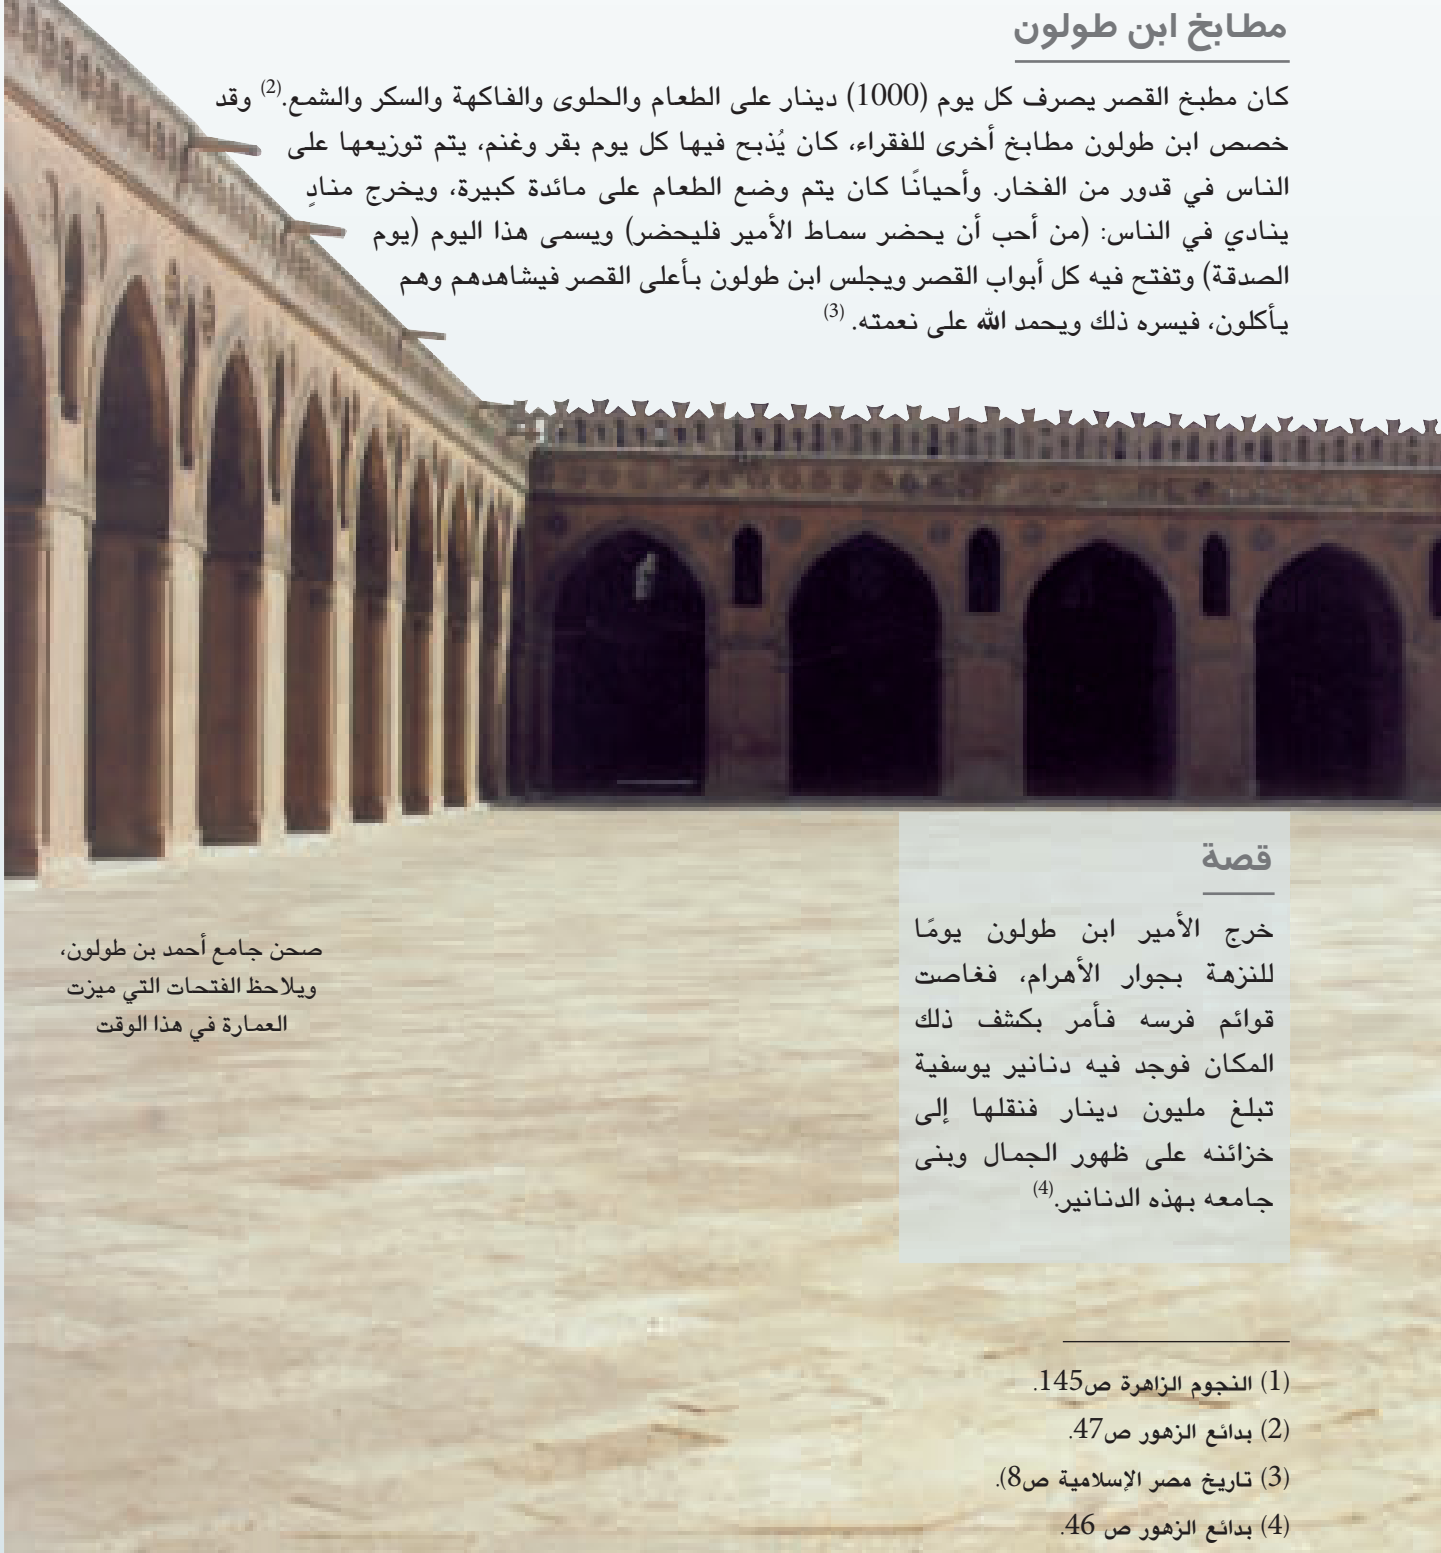 مطابخ ابن طولون
كان مطبخ القصر يصرف كل يوم (1000) دينار على الطعام والحلوى والفاكهة والسكر والشمع.(2) وقد
خصص ابن طولون مطابخ أخرى للفقراء، كان يُذبح فيها كل يوم بقر وغنم، يتم توزيعها على
الناس في قدور من الفخار. وأحيانًا كان يتم وضع الطعام على مائدة كبيرة، ويخرج منادٍ
ينادي في الناس: (من أحب أن يحضر سماط الأمير فليحضر) ويسمى هذا اليوم (يوم
الصدقة) وتفتح فيه كل أبواب القصر ويجلس ابن طولون بأعلى القصر فيشاهدهم وهم
يأكلون، فيسره ذلك ويحمد الله على نعمته. (3)
قصة
خرج الأمير ابن طولون يومًا
للنزهة بجوار الأهرام، فغاصت
قوائم فرسه فأمر بكشف ذلك
المكان فوجد فيه دنانير يوسفية
تبلغ مليون دينار فنقلها إلى
خزائنه على ظهور الجمال وبنى
جامعه بهذه الدنانير.(4)
صحن جامع أحمد بن طولون،
ويلاحظ الفتحات التي ميزت
العمارة في هذا الوقت
(1) النجوم الزاهرة ص145.
(2) بدائع الزهور ص47.
(3) تاريخ مصر الإسلامية ص8).
(4) بدائع الزهور ص 46.